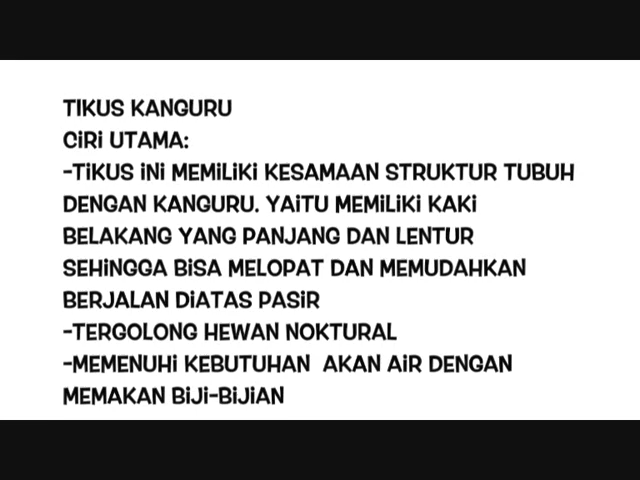 TIKUS KANGURU
CIRI UTAMA:
-TIKUS INI MEMILIKI KESAMAAN STRUKTUR TUBUH
DENGAN KANGURU. YAITU MEMILIKI KAKI
BELAKANG YANG PANJANG DAN LENTUR
SEHINGGA BISA MELOPAT DAN MEMUDAHKAN
BERJALAN DIATAS PASIR
-TERGOLONG HEWAN NOKTURAL
-MEMENUHI KEBUTUHAN  AKAN AIR DENGAN
MEMAKAN BIJI-BIJIAN